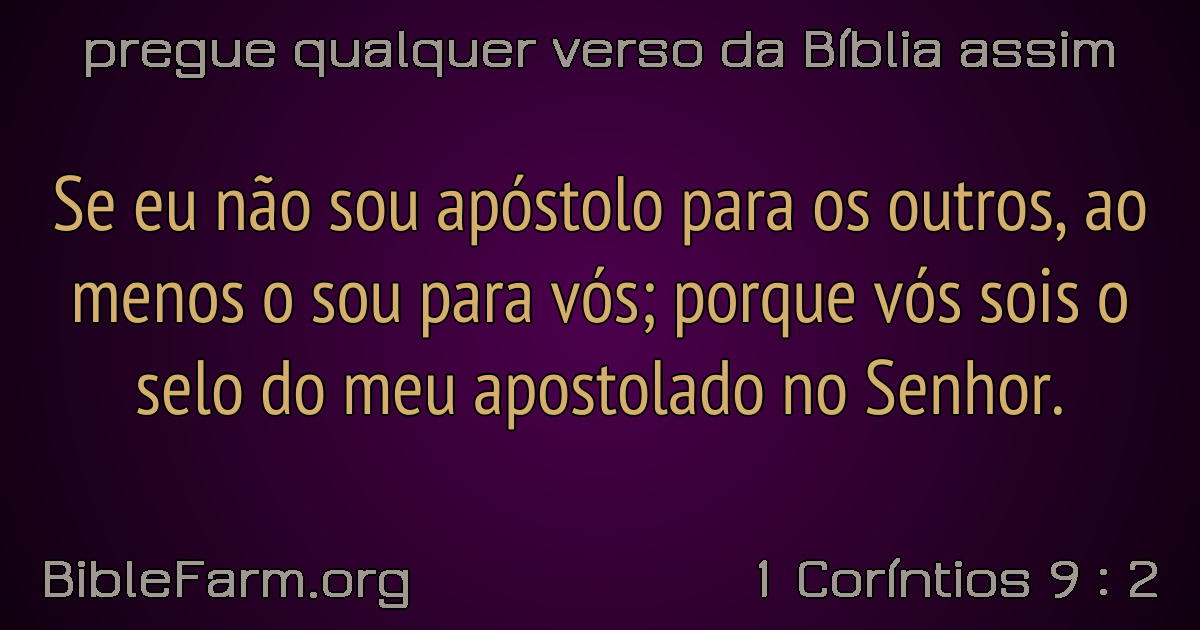 pregue qualquer verso da Bíblia assim
Se eu não sou apóstolo para os outros, ao
menos o sou para vós; porque vós sois o
selo do meu apostolado no Senhor.
BibleFarm.org
1 Coríntios 9 : 2